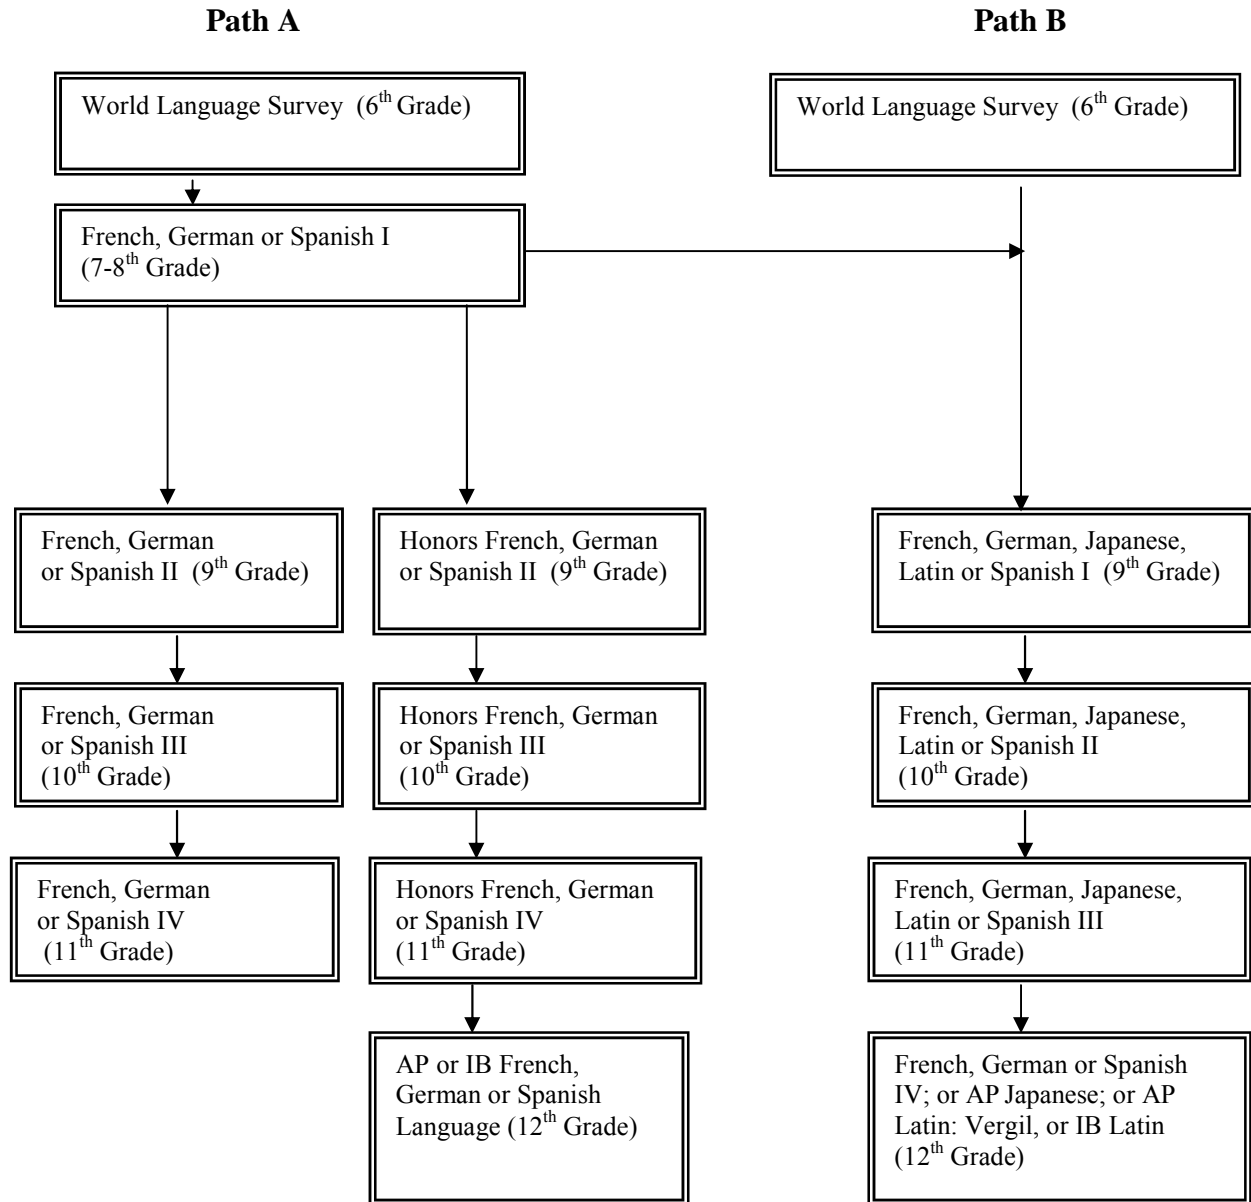 Path A
Path B
World Language Survey (6th Grade)
World Language Survey (6th Grade)
French, German or Spanish I
(7-8th Grade)
French, German
or Spanish II (9th Grade)
Honors French, German
or Spanish II (9th Grade)
French, German, Japanese,
Latin or Spanish I (9th Grade)
French, German
or Spanish III
(10th Grade)
Honors French, German
or Spanish III
(10th Grade)
French, German, Japanese,
Latin or Spanish II
(10th Grade)
French, German
or Spanish IV
(11th Grade)
Honors French, German
or Spanish IV
(11th Grade)
French, German, Japanese,
Latin or Spanish III
(11th Grade)
AP or IB French,
German or Spanish
Language (12th Grade)
French, German or Spanish
IV; or AP Japanese; or AP
Latin: Vergil, or IB Latin
(12th Grade)